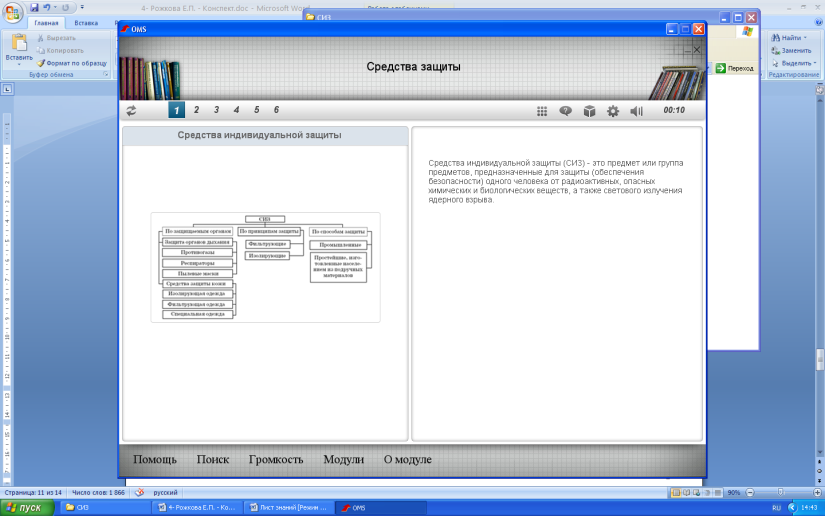 4- Рожкова Е.П. - Конспект.doc - Microsoft Word
СИЗ
Главная
Вставка
Вырезать
Копировать
Формат по образцу
Вставить
Буфер обмена
OMS
Средства защиты
Переход
Найти
Заменить
Выделить
Редактирование
1 2 3 4 5 6
00:10
Средства индивидуальной защиты
СИЗ
По защищаемым органам
Защита органов дыхания
Противогазы
Респираторы
Пылевые маски
Средства защиты кожи
Изолирующая одежда
Фильтрующая одежда
Специальная одежда
По принципам защиты
Фильтрующие
Изолирующие
По способам защиты
Промышленные
Простейшие, изго-
товленные населе-
нием из подручных
материалов
Средства индивидуальной защиты (СИЗ) - это предмет или группа
предметов, предназначенные для защиты (обеспечения
безопасности) одного человека от радиоактивных, опасных
химических и биологических веществ, а также светового излучения
ядерного взрыва.
Помощь Поиск Громкость Модули О модуле
Страница: 11 из 14 Число слов: 1 866 русский
90%
пуск
СИЗ
4- Рожкова Е.П. - Ко...
Лист знаний [Режим ...
OMS
RU
14:43